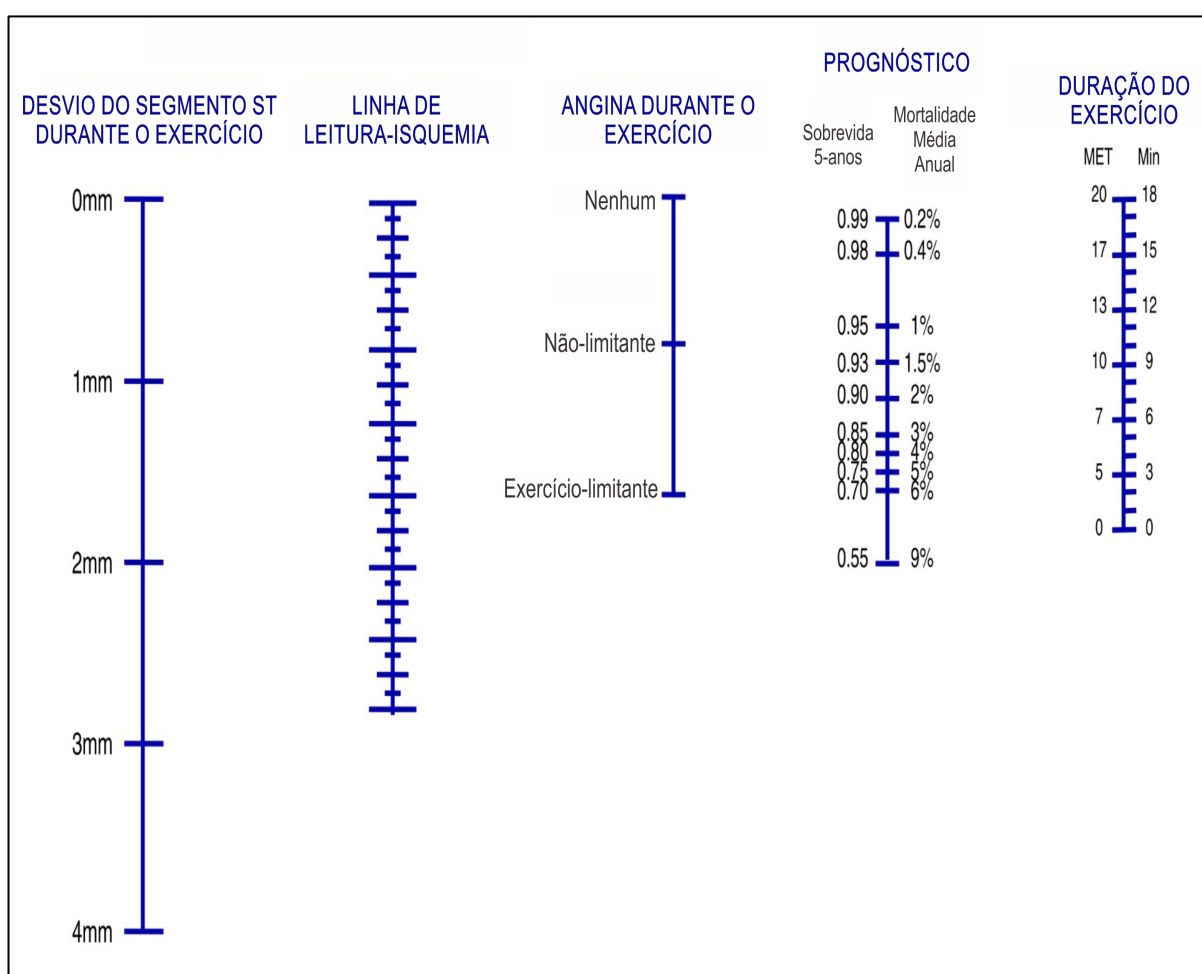 DESVIO DO SEGMENTO ST
DURANTE O EXERCÍCIO
0mm
1mm
2mm
3mm
4mm
LINHA DE
LEITURA-ISQUEMIA
ANGINA DURANTE O
EXERCÍCIO
Nenhum
Não-limitante
Exercício-limitante
PROGNÓSTICO
Sobrevida
5-anos
Mortalidade
Média
Anual
0.99 0.2%
0.98 0.4%
0.95 1%
0.93 1.5%
0.90 2%
0.85 3%
0.80 4%
0.75 5%
0.70 6%
0.55 9%
DURAÇÃO DO
EXERCÍCIO
MET Min
20 18
17 15
13 12
10 9
7 6
5 3
0 0